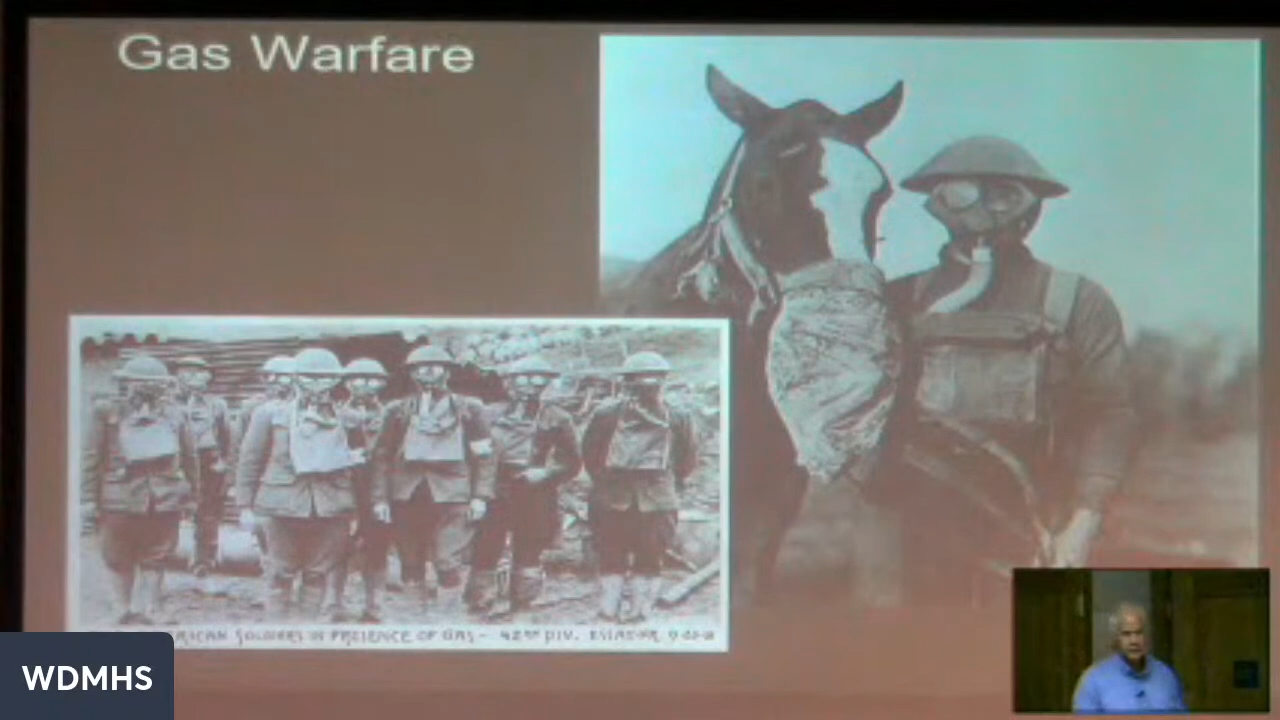 Gas Warfare
RICAN SOLDIERS IN PRESENCE OF GAS - 42ND DIV.
WDMHS